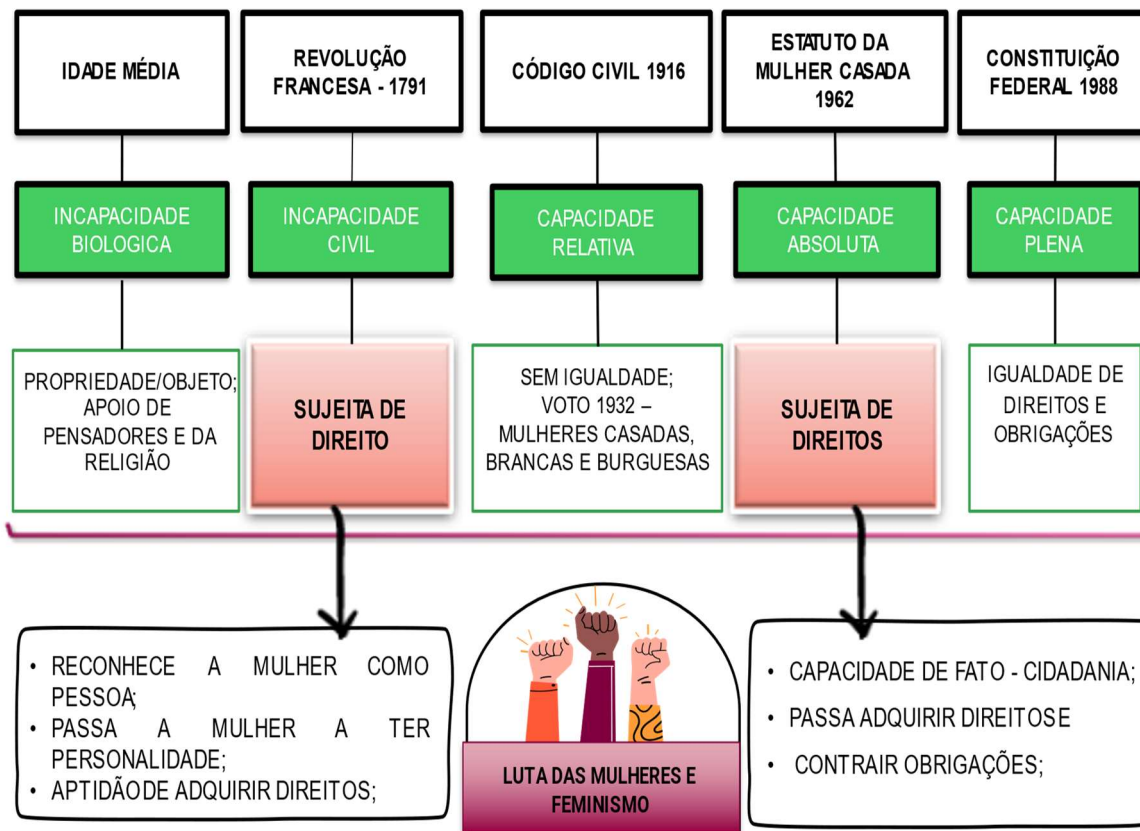 IDADE MÉDIA
REVOLUÇÃO
FRANCESA - 1791
CÓDIGO CIVIL 1916
ESTATUTO DA
MULHER CASADA
1962
CONSTITUIÇÃO
FEDERAL 1988
INCAPACIDADE
BIOLOGICA
INCAPACIDADE
CIVIL
CAPACIDADE
RELATIVA
CAPACIDADE
ABSOLUTA
CAPACIDADE
PLENA
PROPRIEDADE/OBJETO;
APOIO DE
PENSADORES E DA
RELIGIÃO
SUJEITA DE
DIREITO
SEM IGUALDADE;
VOTO 1932 –
MULHERES CASADAS,
BRANCAS E BURGUESAS
SUJEITA DE
DIREITOS
IGUALDADE DE
DIREITOS E
OBRIGAÇÕES
• RECONHECE A MULHER COMO
PESSOA;
• PASSA A MULHER A TER
PERSONALIDADE;
• APTIDÃO DE ADQUIRIR DIREITOS;
LUTA DAS MULHERES E
FEMINISMO
• CAPACIDADE DE FATO - CIDADANIA;
• PASSA ADQUIRIR DIREITOS E
• CONTRAIR OBRIGAÇÕES;